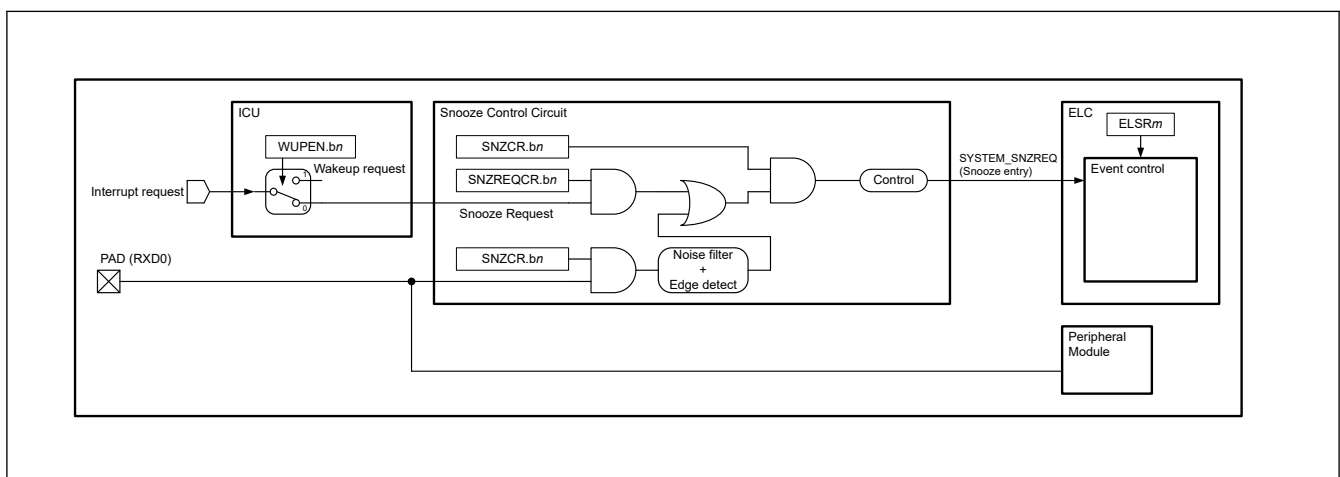 ICU
Snooze Control Circuit
ELC
WUPEN.bn
SNZCR.bn
ELSRm
Wakeup request
1
SYSTEM_SNZREQ
(Snooze entry)
Event control
Interrupt request
SNZREQCR.bn
Control
0
Snooze Request
PAD (RXD0)
SNZCR.bn
Noise filter
+
Edge detect
Peripheral
Module